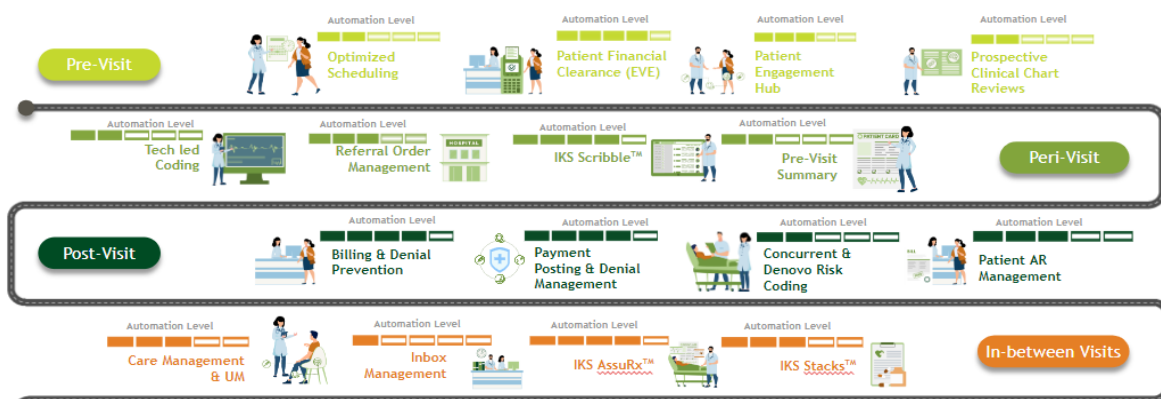 Automation Level
Automation Level
Automation Level
Automation Level
Pre-Visit
Optimized
Scheduling
Patient Financial
Clearance (EVE)
Patient
Engagement
Hub
Prospective
Clinical Chart
Reviews
Automation Level
Automation Level
Automation Level
Automation Level
Tech led
Coding
Referral Order
Management
HOSPITAL
IKS Scribble™
Pre-Visit
Summary
PATIENT CARD
Peri-Visit
Automation Level
Automation Level
Automation Level
Automation Level
Post-Visit
Billing & Denial
Prevention
Payment
Posting & Denial
Management
Concurrent &
Denovo Risk
Coding
Patient AR
Management
Automation Level
Automation Level
Automation Level
Automation Level
Care Management
& UM
Inbox
Management
IKS AssuRx™
IKS Stacks™
In-between Visits